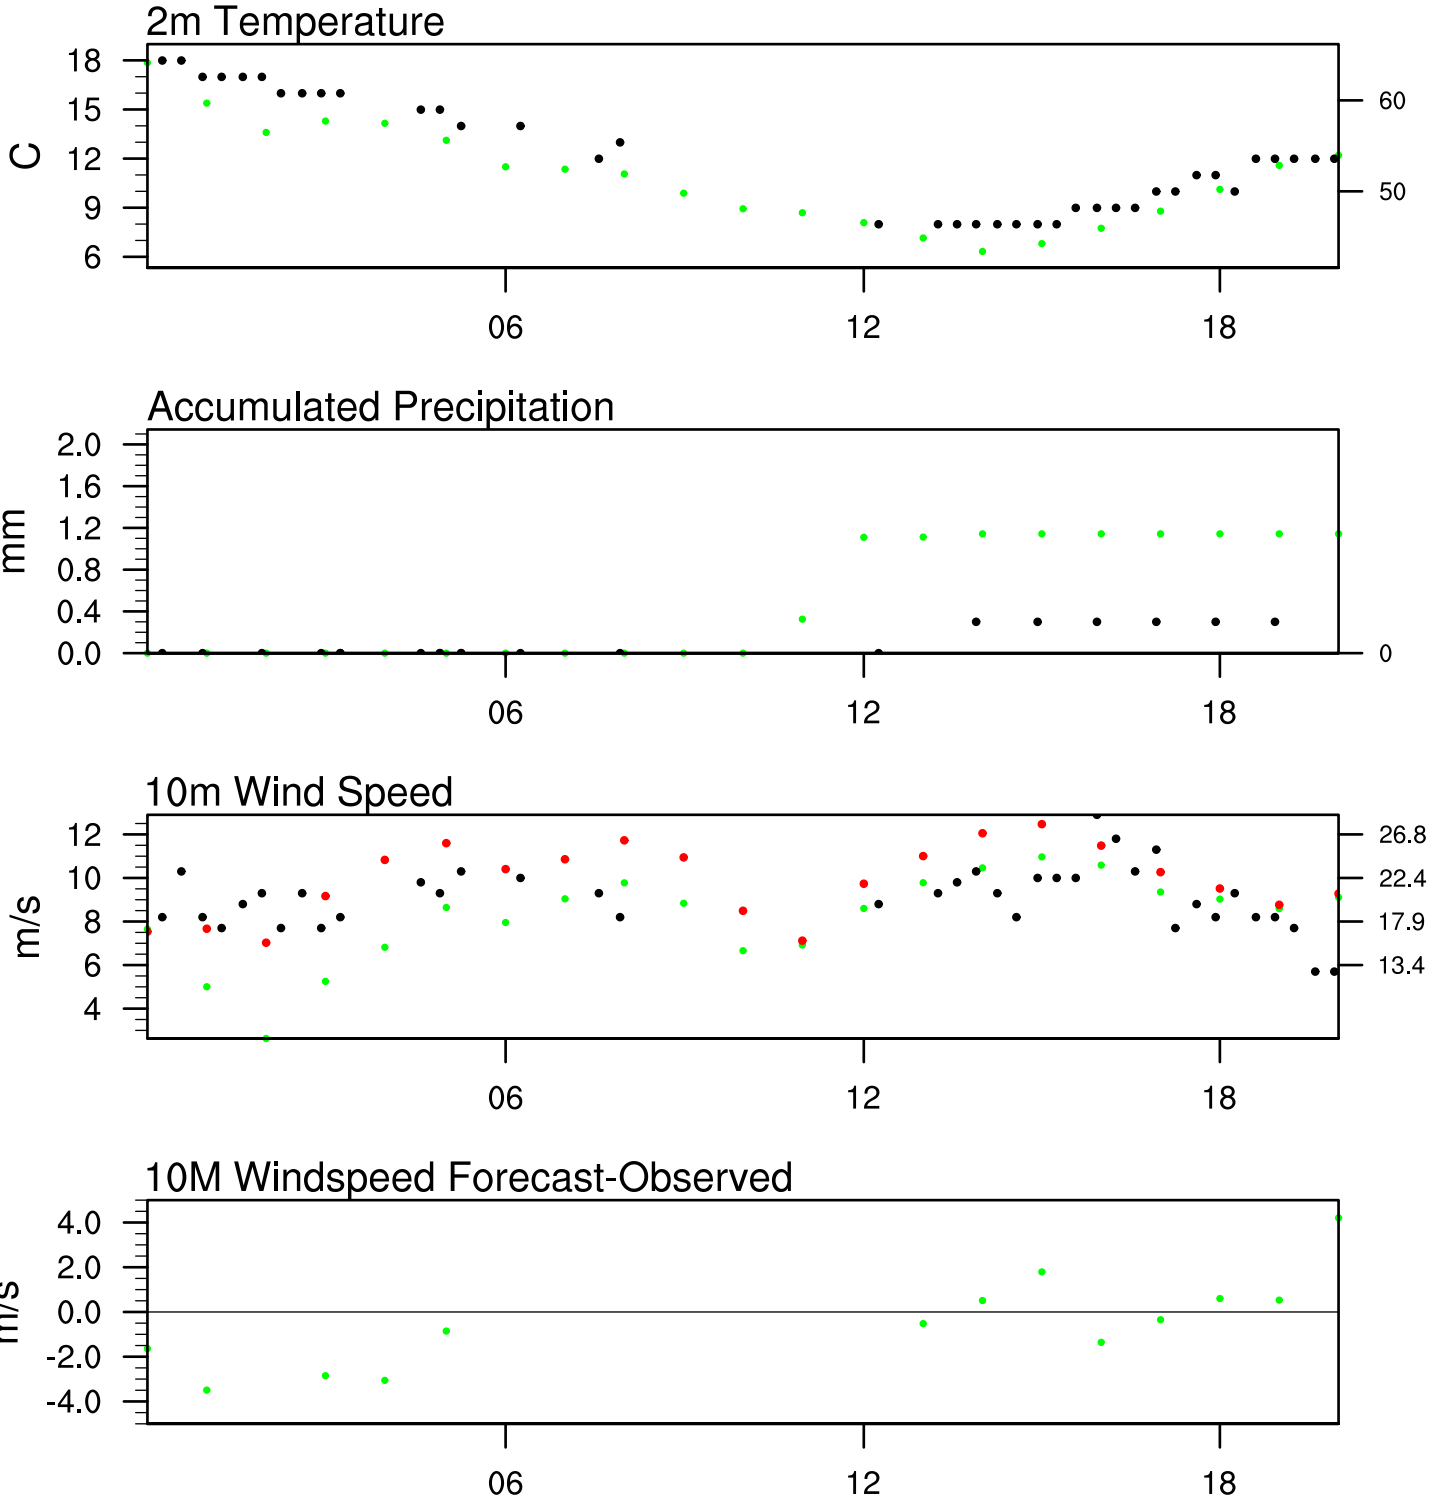 2m Temperature
18
15
12
9
6
C
60
50
06 12 18
Accumulated Precipitation
2.0
1.6
1.2
0.8
0.4
0.0
mm
0
06 12 18
10m Wind Speed
12
10
8
6
4
m/s
26.8
22.4
17.9
13.4
06 12 18
10M Windspeed Forecast-Observed
4.0
2.0
0.0
-2.0
-4.0
m/s
06 12 18